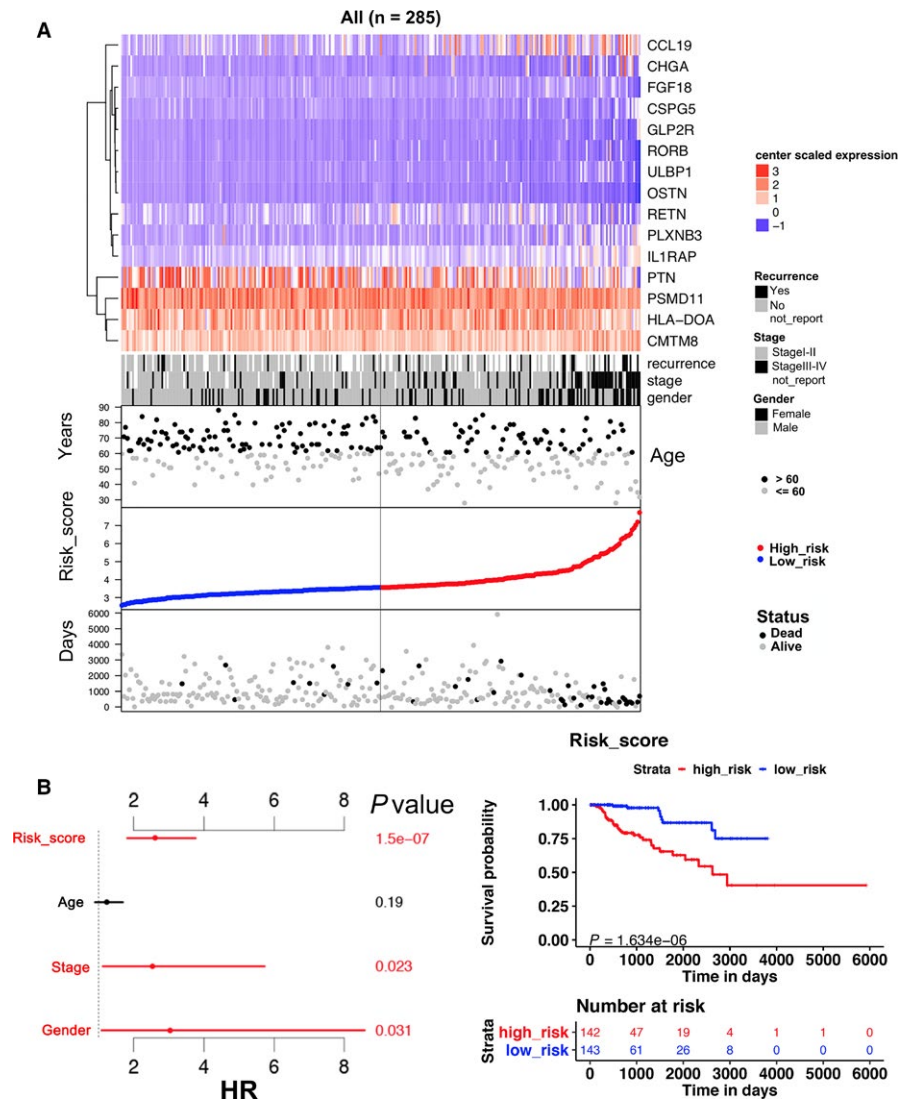 All (n = 285)
A
CCL19
CHGA
FGF18
CSPG5
GLP2R
RORB
ULBP1
OSTN
RETN
PLXNB3
IL1RAP
PTN
PSMD11
HLA-DOA
CMTM8
recurrence
stage
gender
center scaled expression
3
2
1
0
-1
Recurrence
Yes
No
not_report
Stage
StageI-II
StageIII-IV
not_report
Gender
Female
Male
Years
90
80
70
60
50
40
30
Age
> 60
<= 60
Risk_score
7
6
5
4
3
High_risk
Low_risk
Days
6000
5000
4000
3000
2000
1000
0
Status
Dead
Alive
B
2 4 6 8
P value
Risk_score 1.5e-07
Age 0.19
Stage 0.023
Gender 0.031
2 4 6 8
HR
Risk_score
Strata high_risk low_risk
Survival probability
1.00
0.75
0.50
0.25
0.00
P = 1.634e-06
0 1000 2000 3000 4000 5000 6000
Time in days
Number at risk
Strata
high_risk 142 47 19 4 1 1 0
low_risk 143 61 26 8 0 0 0
0 1000 2000 3000 4000 5000 6000
Time in days